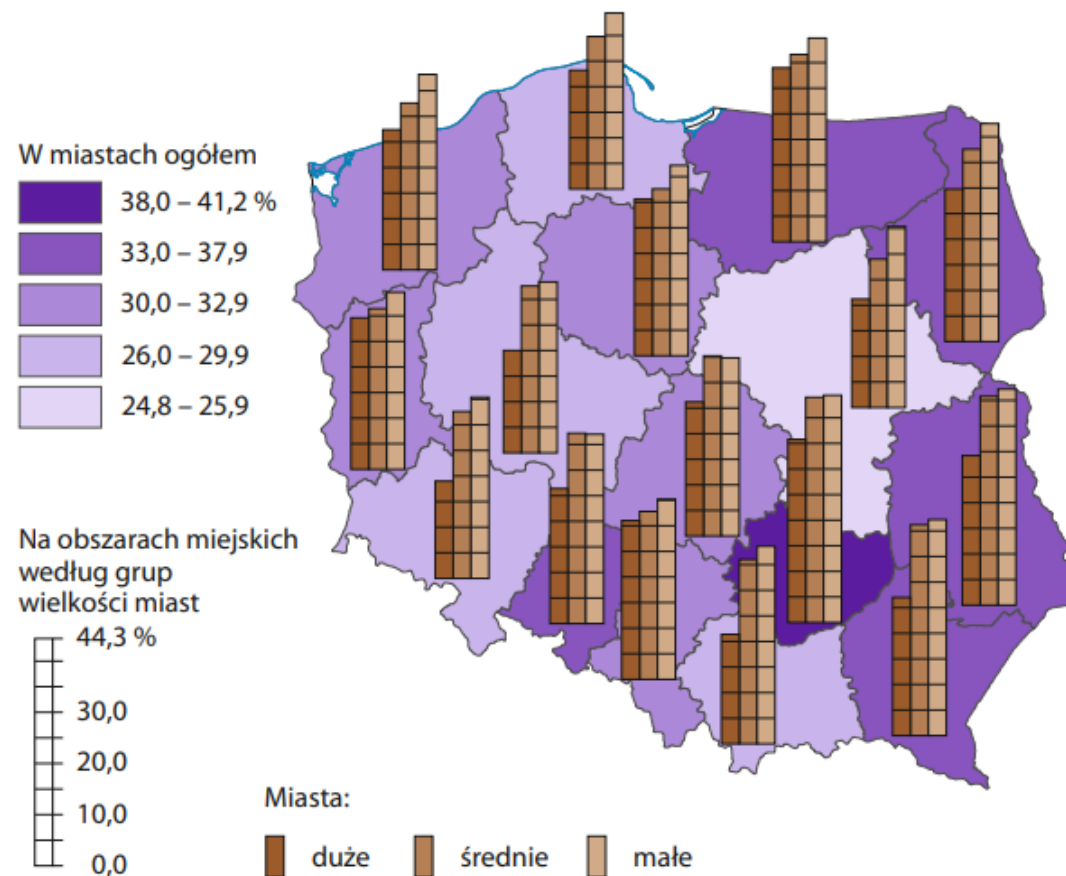 W miastach ogółem
38,0 – 41,2 %
33,0 – 37,9
30,0 – 32,9
26,0 – 29,9
24,8 – 25,9
Na obszarach miejskich
według grup
wielkości miast
44,3 %
30,0
20,0
10,0
0,0
Miasta:
duże
średnie
małe